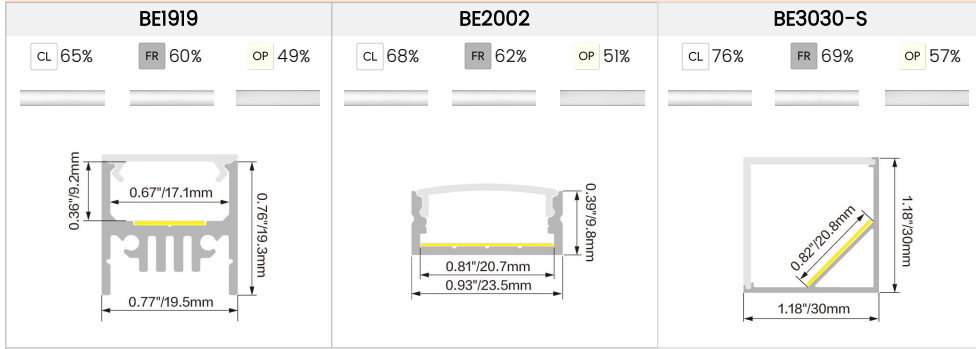 BE1919
CL 65% FR 60% OP 49%
0.36"/9.2mm
0.67"/17.1mm
0.76"/19.3mm
0.77"/19.5mm
BE2002
CL 68% FR 62% OP 51%
0.39"/9.8mm
0.81"/20.7mm
0.93"/23.5mm
BE3030-S
CL 76% FR 69% OP 57%
0.82"/20.8mm
1.18"/30mm
1.18"/30mm